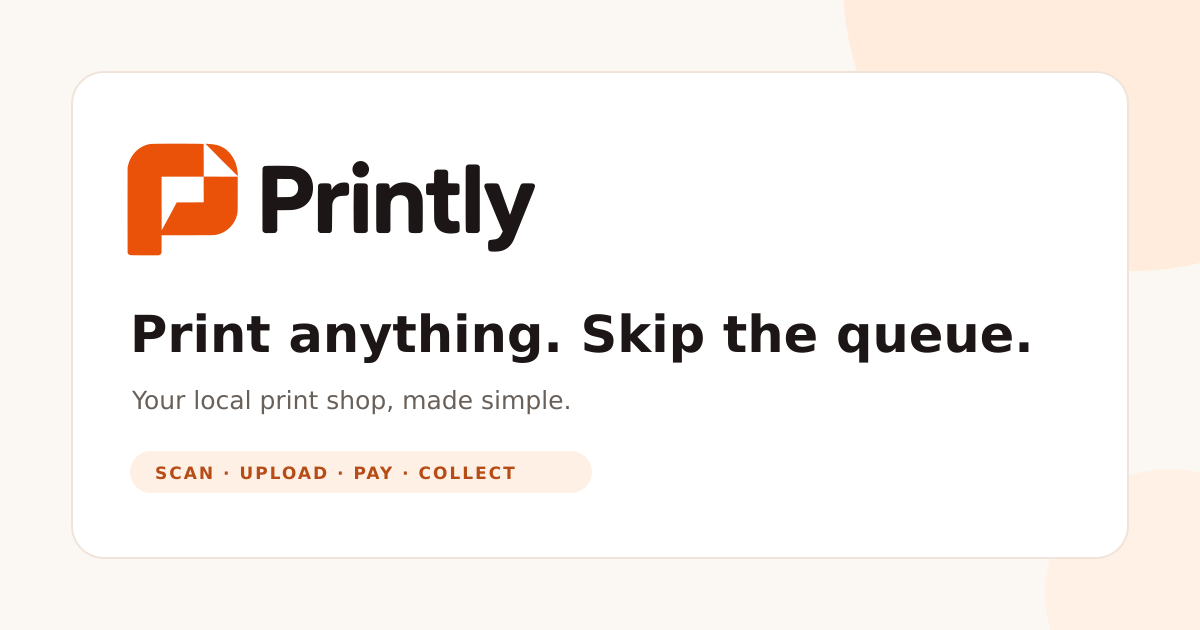 Printly
Print anything. Skip the queue.
Your local print shop, made simple.
SCAN · UPLOAD · PAY · COLLECT